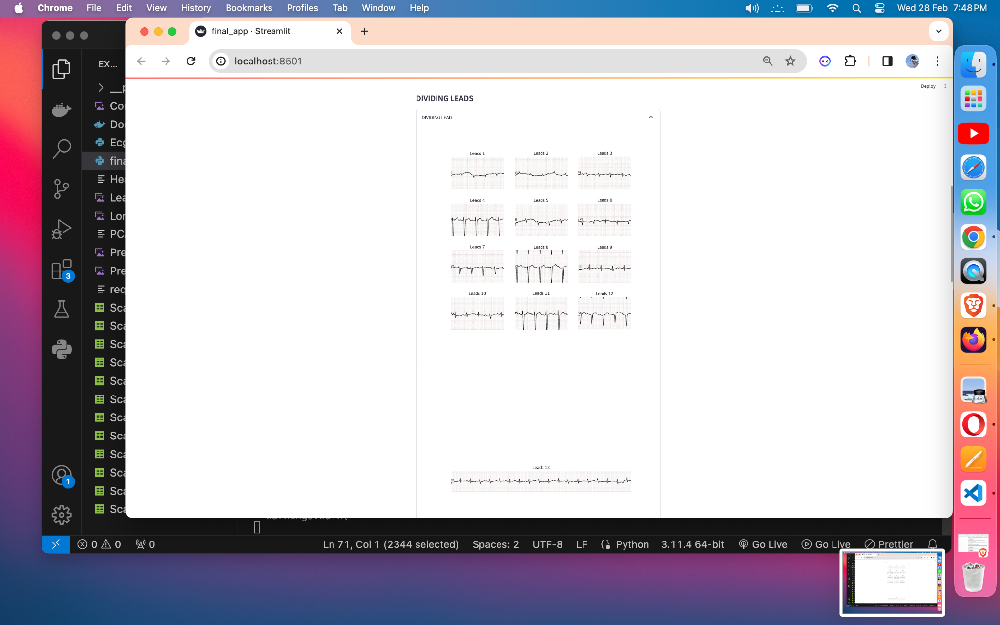 Chrome File Edit View History Bookmarks Profiles Tab Window Help Wed 28 Feb 7:48 PM
final_app · Streamlit
localhost:8501
Deploy
EX...
Doc
Ecg
fina
Hea
Lea
Lor
PCA
Pre
Pre
req
Sca
Sca
Sca
Sca
Sca
Sca
Sca
Sca
Sca
Sca
Sca
Sca
3
1
DIVIDING LEADS
DIVIDING LEAD
Leads 1 Leads 2 Leads 3
Leads 4 Leads 5 Leads 6
Leads 7 Leads 8 Leads 9
Leads 10 Leads 11 Leads 12
Leads 13
0 0 0 Ln 71, Col 1 (2344 selected) Spaces: 2 UTF-8 LF Python 3.11.4 64-bit Go Live Go Live Prettier